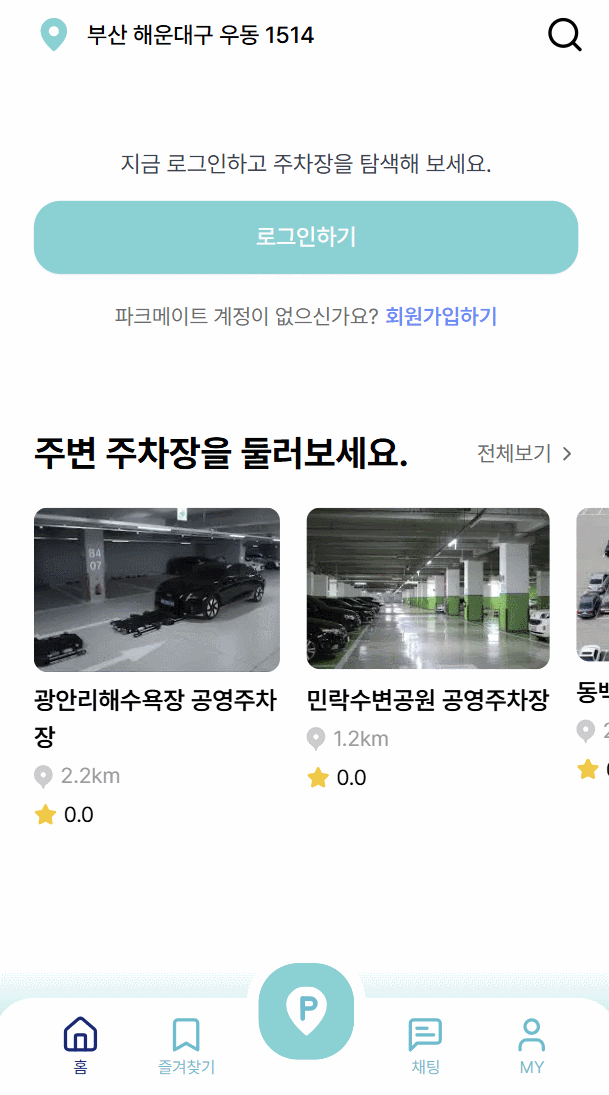 부산 해운대구 우동 1514
지금 로그인하고 주차장을 탐색해 보세요.
로그인하기
파크메이트 계정이 없으신가요? 회원가입하기
주변 주차장을 둘러보세요.
전체보기
B4
07
광안리해수욕장 공영주차
장
2.2km
0.0
민락수변공원 공영주차장
1.2km
0.0
P
홈
즐겨찾기
채팅
MY